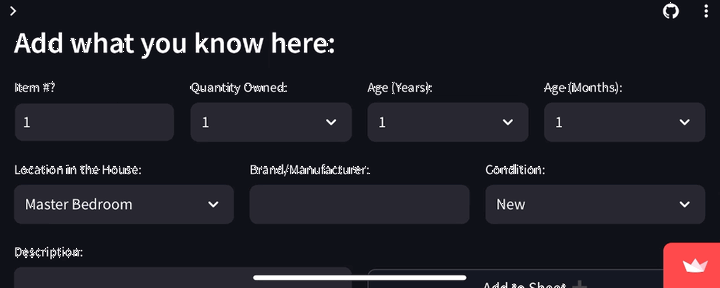 Add what you know here:
Item #? Quantity Owned: Age (Years): Age (Months):
1 1 1 1
Location in the House: Brand/Manufacturer: Condition:
Master Bedroom New
Description:
Add to Sheet